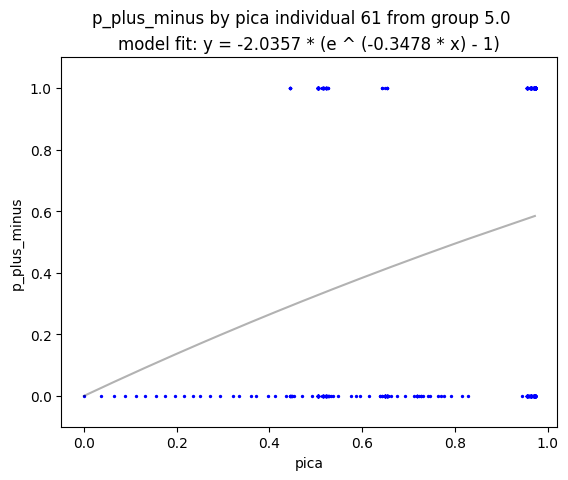 p_plus_minus by pica individual 61 from group 5.0
model fit: y = -2.0357 * (e ^ (-0.3478 * x) - 1)
1.0
0.8
0.6
0.4
0.2
0.0
p_plus_minus
0.0 0.2 0.4 0.6 0.8 1.0
pica